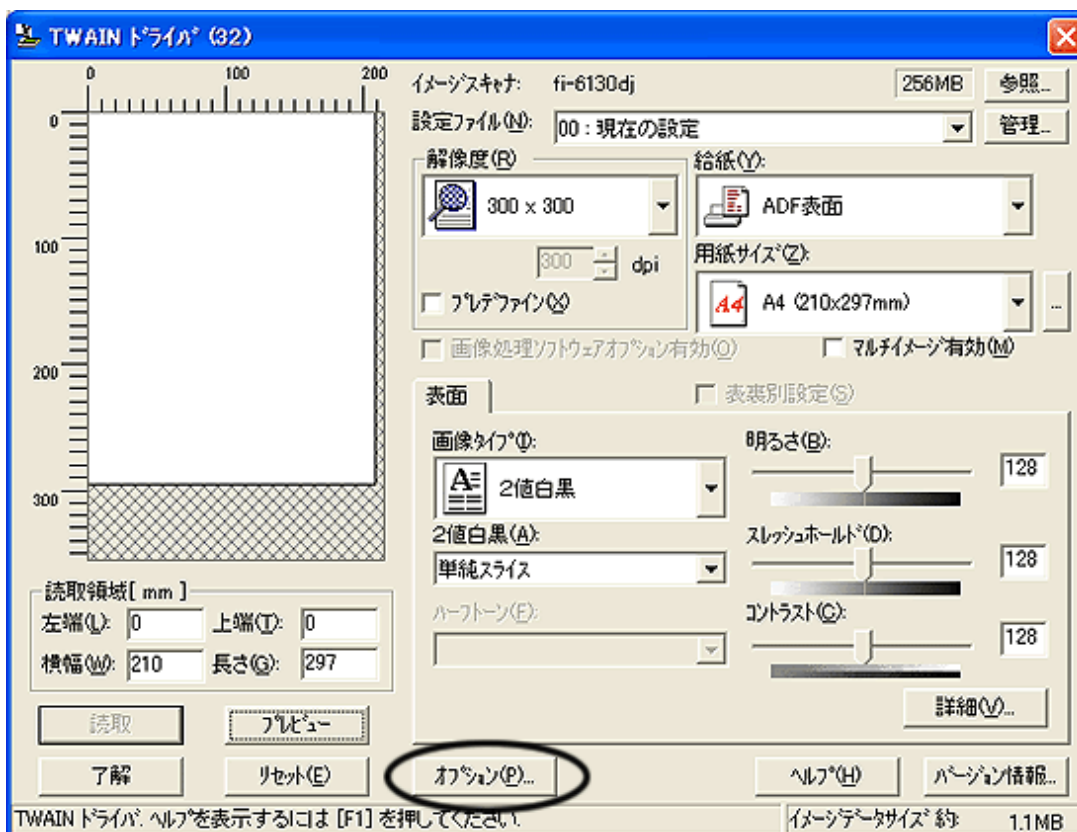 TWAIN ﾄﾞﾗｲﾊﾞ (32)
0 100 200
0
100
200
300
ｲﾒｰｼﾞｽｷｬﾅ: fi-6130dj 256MB 参照...
設定ﾌｧｲﾙ(N): 00 : 現在の設定 管理...
解像度(R)
300 x 300
300 dpi
ﾌﾟﾚﾃﾞﾌｧｲﾝ(X)
給紙(Y):
ADF表面
用紙ｻｲｽﾞ(Z):
A4 A4 (210x297mm) ...
画像処理ｿﾌﾄｳｪｱｵﾌﾟｼｮﾝ有効(O) ﾏﾙﾁｲﾒｰｼﾞ有効(M)
表面 表裏別設定(S)
画像ﾀｲﾌﾟ(I):
A 2値白黒
2値白黒(A):
単純ｽﾗｲｽ
ﾊｰﾌﾄｰﾝ(F):
明るさ(B):
128
ｽﾚｯｼｭﾎｰﾙﾄﾞ(D):
128
ｺﾝﾄﾗｽﾄ(C):
128
詳細(V)...
読取領域[ mm ]
左端(L): 0 上端(T): 0
横幅(W): 210 長さ(G): 297
読取 ﾌﾟﾚﾋﾞｭｰ
了解 ﾘｾｯﾄ(E) ｵﾌﾟｼｮﾝ(P)... ﾍﾙﾌﾟ(H) ﾊﾞｰｼﾞｮﾝ情報...
TWAIN ﾄﾞﾗｲﾊﾞ. ﾍﾙﾌﾟを表示するには [F1] を押してください. ｲﾒｰｼﾞﾃﾞｰﾀｻｲｽﾞ 約: 1.1MB